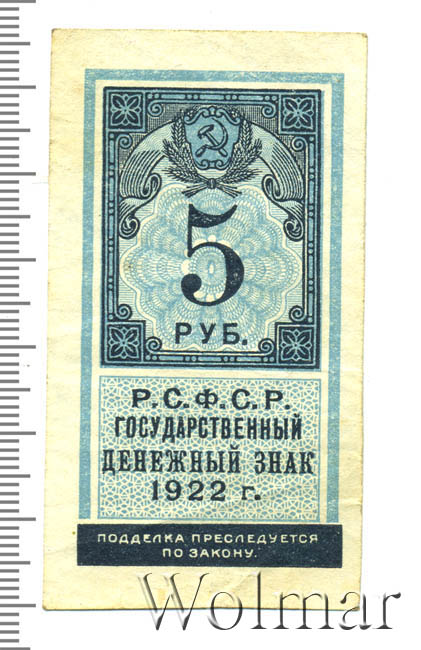 5
РУБ.
Р.С.Ф.С.Р.
ГОСУДАРСТВЕННЫЙ
ДЕНЕЖНЫЙ ЗНАК
1922 г.
ПОДДЕЛКА ПРЕСЛЕДУЕТСЯ
ПО ЗАКОНУ.
Wolmar